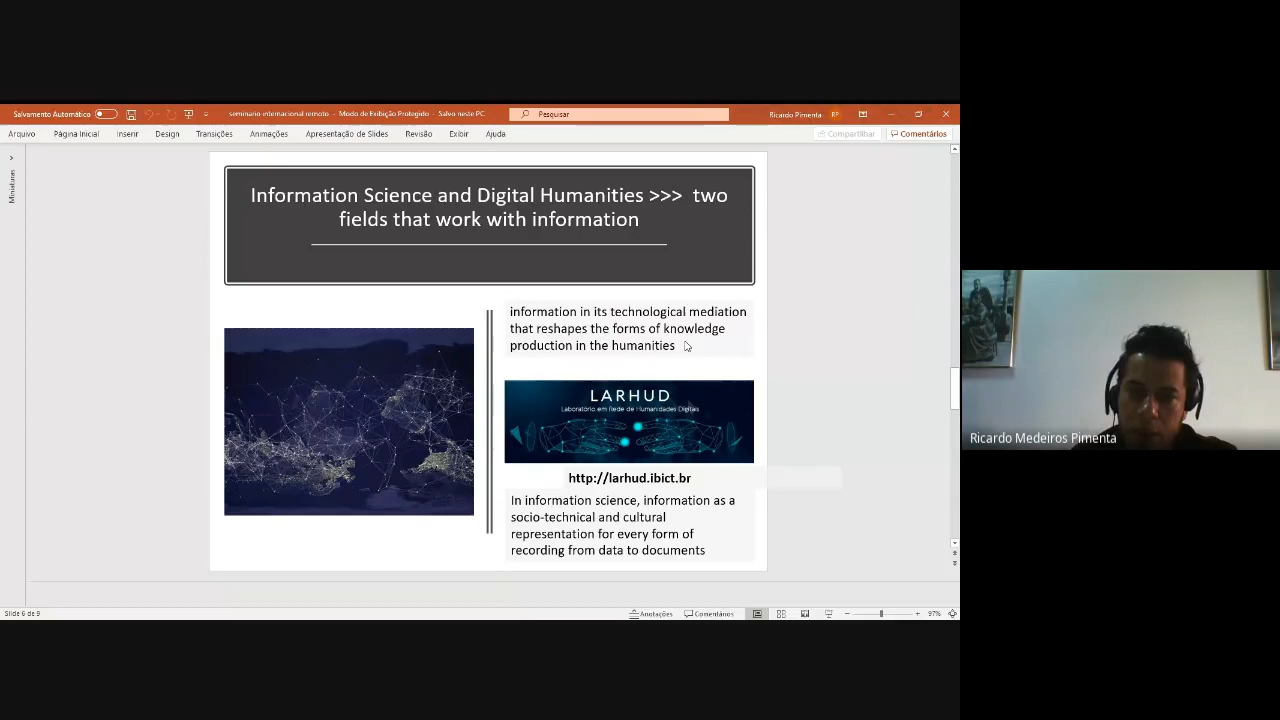 Salvamento Automático
seminario internacional remoto - Modo de Exibição Protegido - Salvo neste PC
Pesquisar
Ricardo Pimenta
RP
Arquivo Página Inicial Inserir Design Transições Animações Apresentação de Slides Revisão Exibir Ajuda
Compartilhar Comentários
Miniaturas
Information Science and Digital Humanities >>> two
fields that work with information
information in its technological mediation
that reshapes the forms of knowledge
production in the humanities
LARHUD
Laboratório em Rede de Humanidades Digitais
http://larhud.ibict.br
In information science, information as a
socio-technical and cultural
representation for every form of
recording from data to documents
Ricardo Medeiros Pimenta
Slide 6 de 9
Anotações Comentários
97%